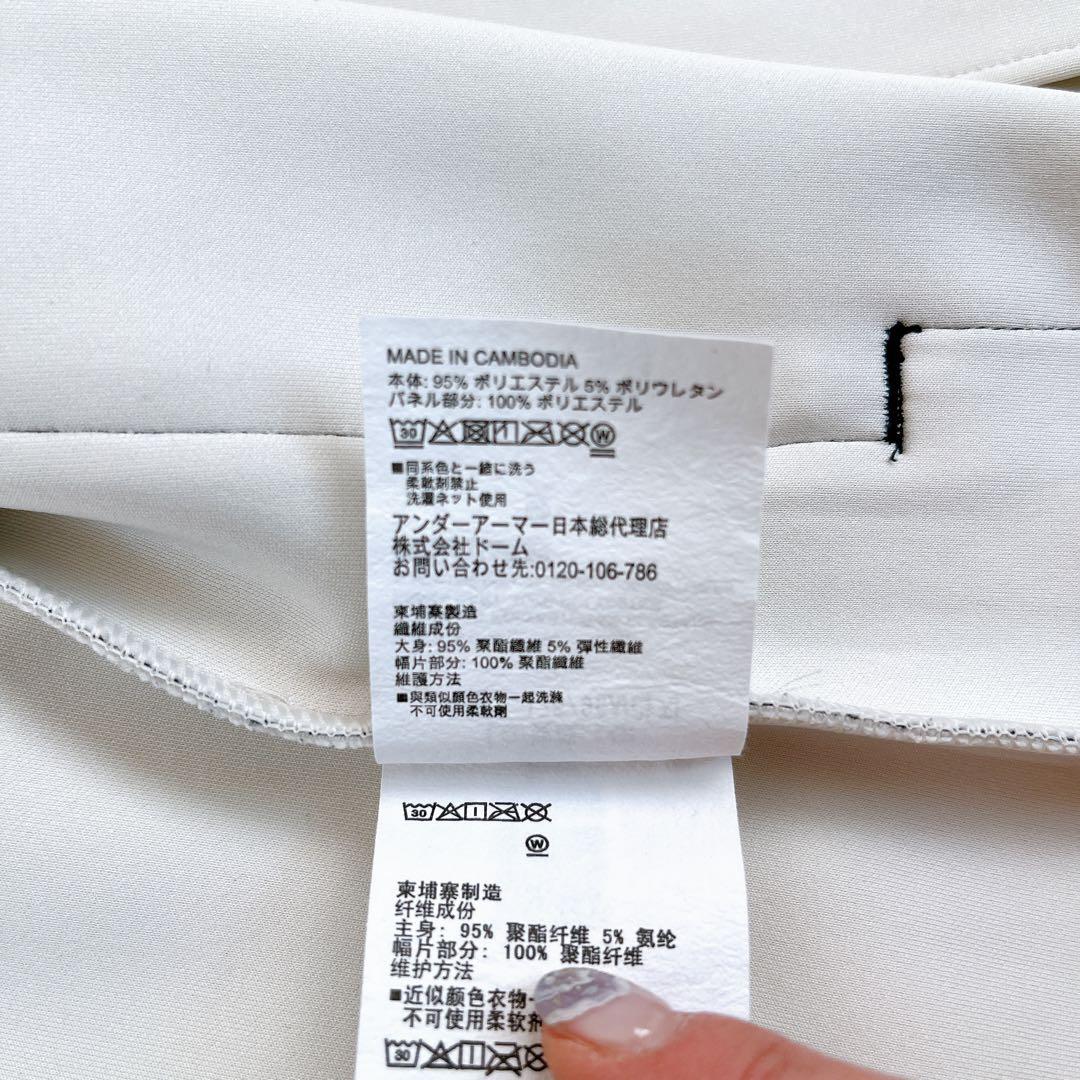 MADE IN CAMBODIA
本体: 95% ポリエステル 5% ポリウレタン
パネル部分: 100% ポリエステル
30 W
■同系色と一緒に洗う
柔軟剤禁止
洗濯ネット使用
アンダーアーマー日本総代理店
株式会社ドーム
お問い合わせ先:0120-106-786
柬埔寨製造
纖維成份
大身: 95% 聚酯纖維 5% 彈性纖維
幅片部分: 100% 聚酯纖維
維護方法
■與類似顏色衣物一起洗滌
不可使用柔軟劑
30
W
柬埔寨制造
纤维成份
主身: 95% 聚酯纤维 5% 氨纶
幅片部分: 100% 聚酯纤维
维护方法
■近似颜色衣物
不可使用柔软剂
30